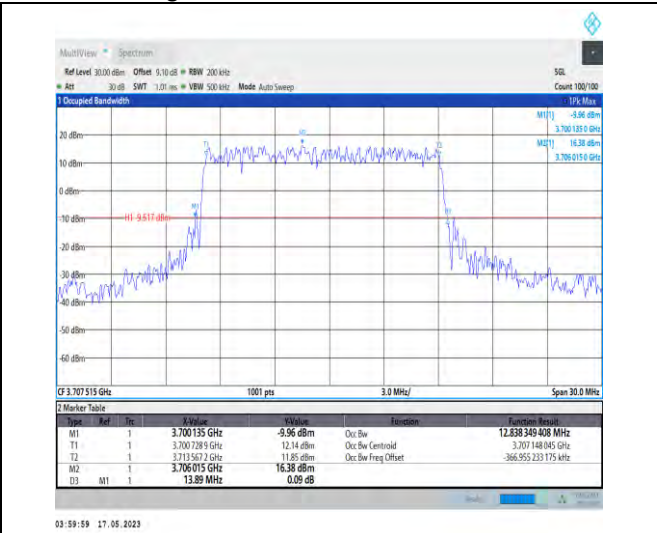 MultiView Spectrum
Ref Level 30.00 dBm Offset 9.10 dB RBW 200 kHz SGL
Att 30 dB SWT 1.01 ms VBW 500 kHz Mode Auto Sweep Count 100/100
1 Occupied Bandwidth 1Pk Max
M1[1] -9.96 dBm
3.700 135 0 GHz
M2[1] 16.38 dBm
3.706 015 0 GHz
20 dBm
10 dBm
0 dBm
-10 dBm
H1 -9.617 dBm
-20 dBm
-30 dBm
-40 dBm
-50 dBm
-60 dBm
T1
M2
T2
M1
CF 3.707 515 GHz 1001 pts 3.0 MHz/ Span 30.0 MHz
2 Marker Table
Type Ref Trc X-Value Y-Value Function Function Result
M1 1 3.700 135 GHz -9.96 dBm Occ Bw 12.838 349 408 MHz
T1 1 3.700 728 9 GHz 12.14 dBm Occ Bw Centroid 3.707 148 045 GHz
T2 1 3.713 567 2 GHz 11.85 dBm Occ Bw Freq Offset -366.955 233 175 kHz
M2 1 3.706 015 GHz 16.38 dBm
D3 M1 1 13.89 MHz 0.09 dB
03:59:59 17.05.2023